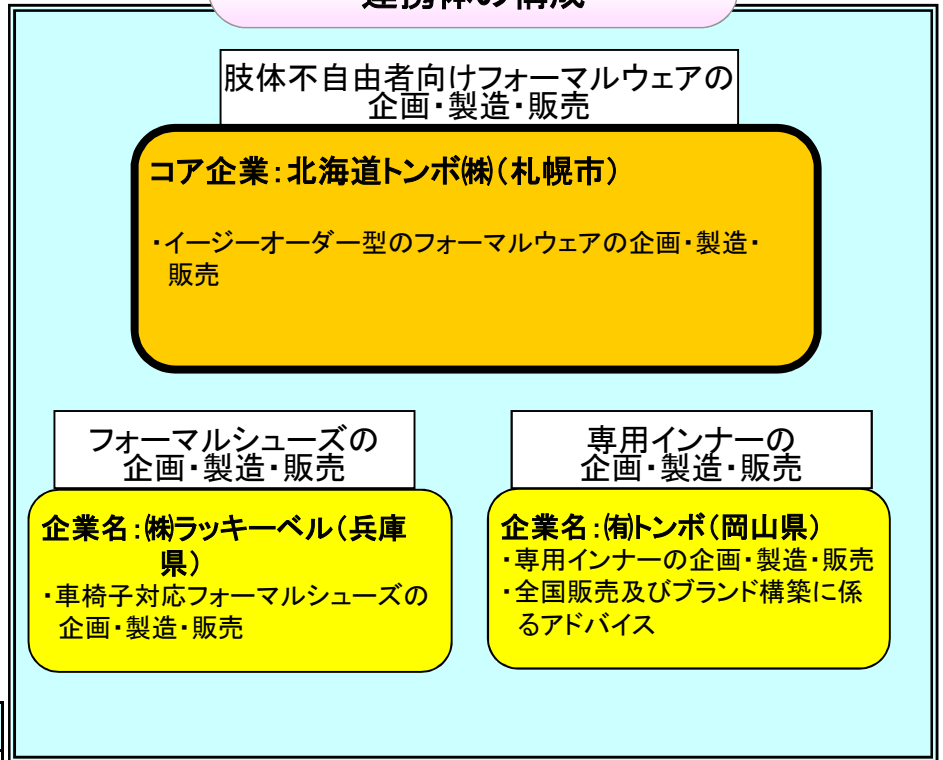 連携体の構成
肢体不自由者向けフォーマルウェアの
企画・製造・販売
コア企業：北海道トンボ㈱（札幌市）
・イージーオーダー型のフォーマルウェアの企画・製造・
販売
フォーマルシューズの
企画・製造・販売
企業名：㈱ラッキーベル（兵庫
県）
・車椅子対応フォーマルシューズの
企画・製造・販売
専用インナーの
企画・製造・販売
企業名：㈲トンボ（岡山県）
・専用インナーの企画・製造・販売
・全国販売及びブランド構築に係
るアドバイス